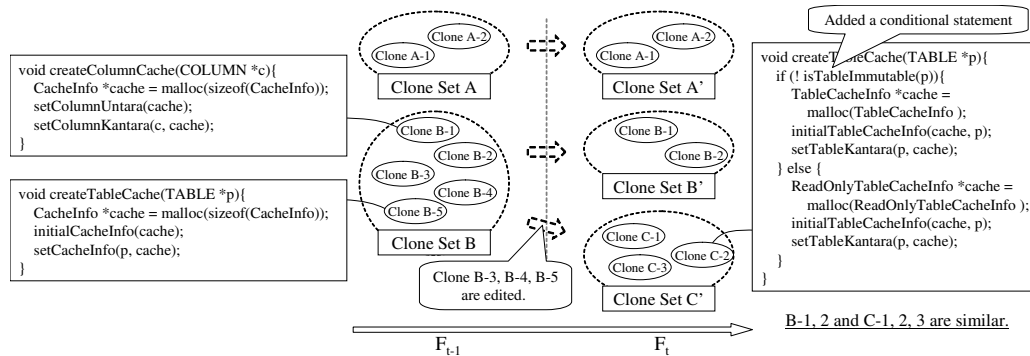 Added a conditional statement
void createColumnCache(COLUMN *c){
CacheInfo *cache = malloc(sizeof(CacheInfo));
setColumnUntara(cache);
setColumnKantara(c, cache);
}
void createTableCache(TABLE *p){
CacheInfo *cache = malloc(sizeof(CacheInfo));
initialCacheInfo(cache);
setCacheInfo(p, cache);
}
Clone A-2
Clone A-1
Clone Set A
Clone B-1
Clone B-2
Clone B-3
Clone B-4
Clone B-5
Clone Set B
Clone B-3, B-4, B-5
are edited.
Clone A-2
Clone A-1
Clone Set A'
Clone B-1
Clone B-2
Clone Set B'
Clone C-1
Clone C-2
Clone C-3
Clone Set C'
void createTableCache(TABLE *p){
if (! isTableImmutable(p)){
TableCacheInfo *cache =
malloc(TableCacheInfo );
initialTableCacheInfo(cache, p);
setTableKantara(p, cache);
} else {
ReadOnlyTableCacheInfo *cache =
malloc(ReadOnlyTableCacheInfo );
initialTableCacheInfo(cache, p);
setTableKantara(p, cache);
}
}
B-1, 2 and C-1, 2, 3 are similar.
Ft-1
Ft